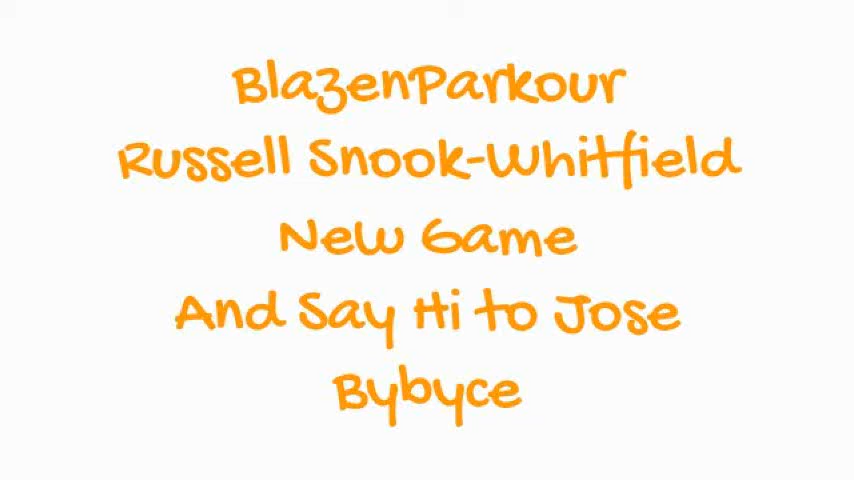 BlazenParkour
Russell Snook-Whitfield
New Game
And Say Hi to Jose
Bybyce